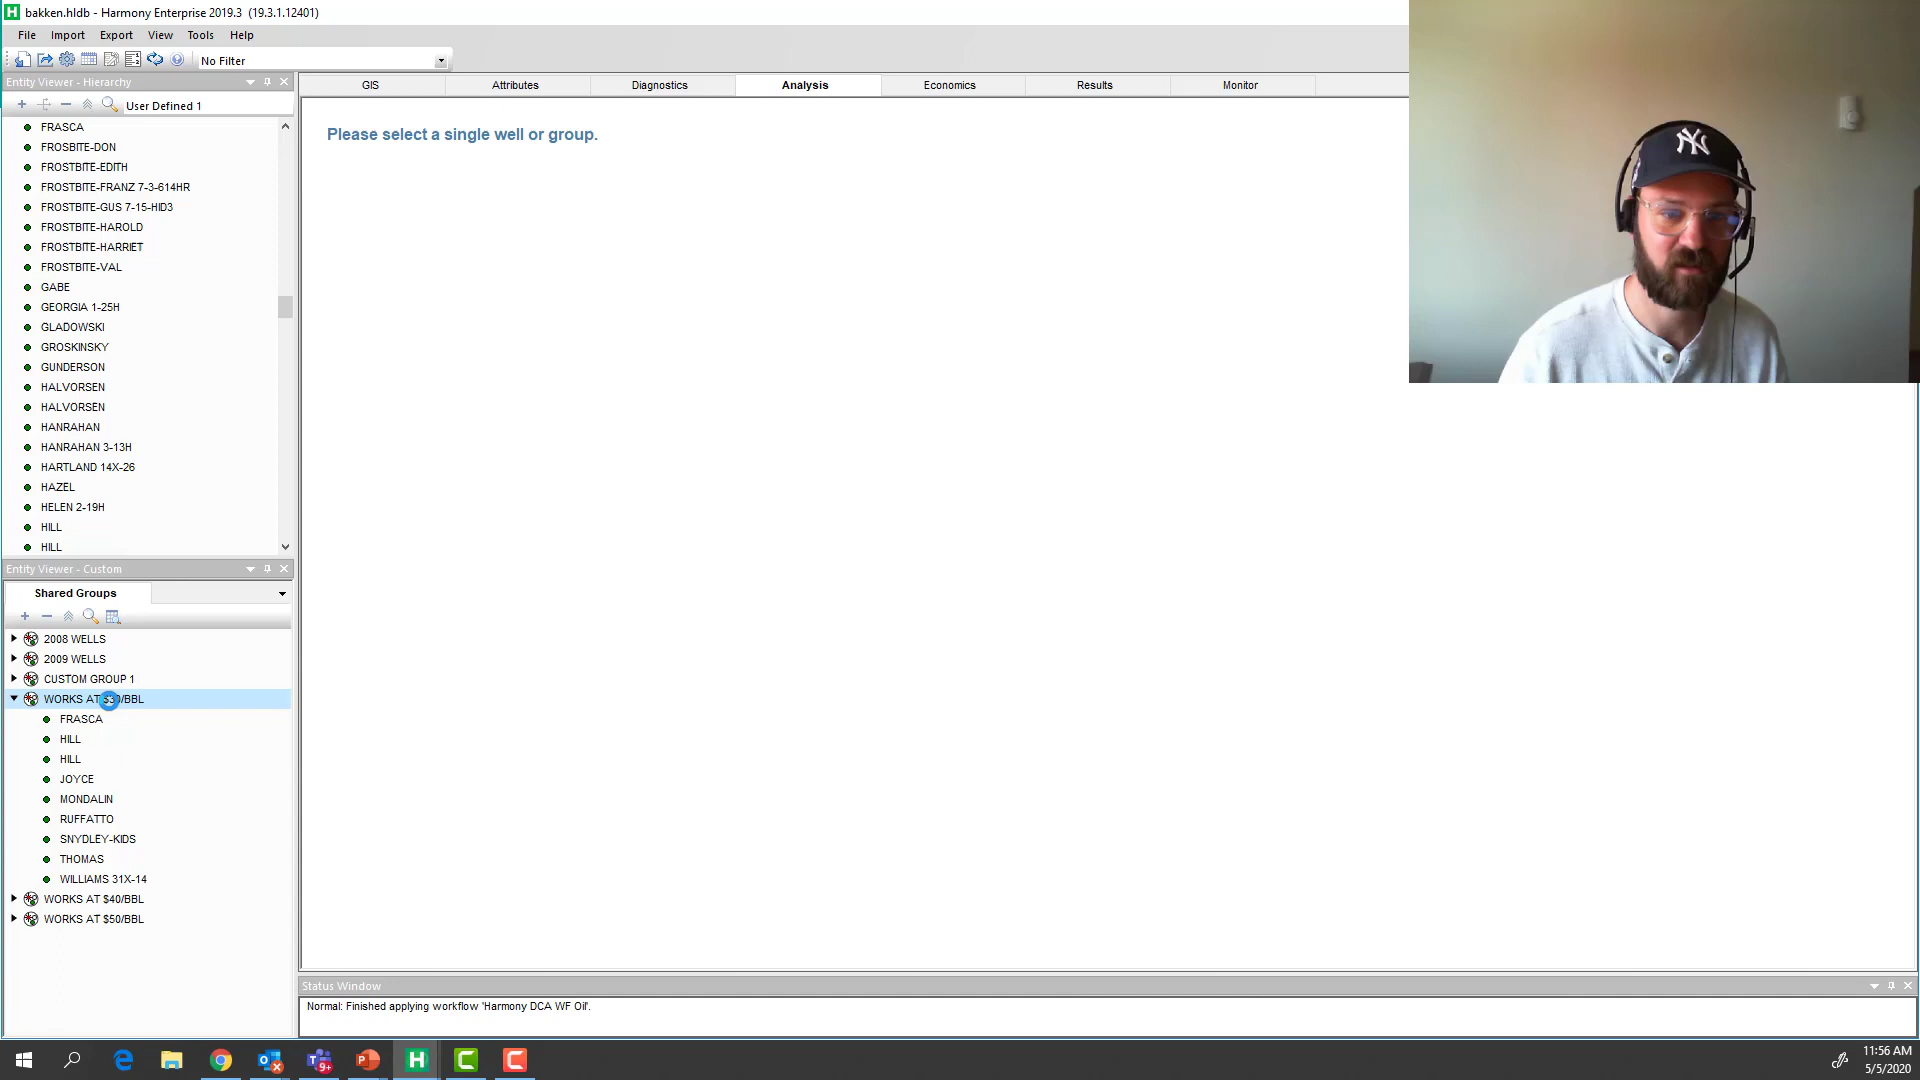 bakken.hldb - Harmony Enterprise 2019.3 (19.3.1.12401)
File Import Export View Tools Help
No Filter
Entity Viewer - Hierarchy
User Defined 1
FRASCA
FROSBITE-DON
FROSTBITE-EDITH
FROSTBITE-FRANZ 7-3-614HR
FROSTBITE-GUS 7-15-HID3
FROSTBITE-HAROLD
FROSTBITE-HARRIET
FROSTBITE-VAL
GABE
GEORGIA 1-25H
GLADOWSKI
GROSKINSKY
GUNDERSON
HALVORSEN
HALVORSEN
HANRAHAN
HANRAHAN 3-13H
HARTLAND 14X-26
HAZEL
HELEN 2-19H
HILL
HILL
Entity Viewer - Custom
Shared Groups
2008 WELLS
2009 WELLS
CUSTOM GROUP 1
WORKS AT $30/BBL
FRASCA
HILL
HILL
JOYCE
MONDALIN
RUFFATTO
SNYDLEY-KIDS
THOMAS
WILLIAMS 31X-14
WORKS AT $40/BBL
WORKS AT $50/BBL
GIS Attributes Diagnostics Analysis Economics Results Monitor
Please select a single well or group.
NY
Status Window
Normal: Finished applying workflow 'Harmony DCA WF Oil'.
9+
11:56 AM
5/5/2020